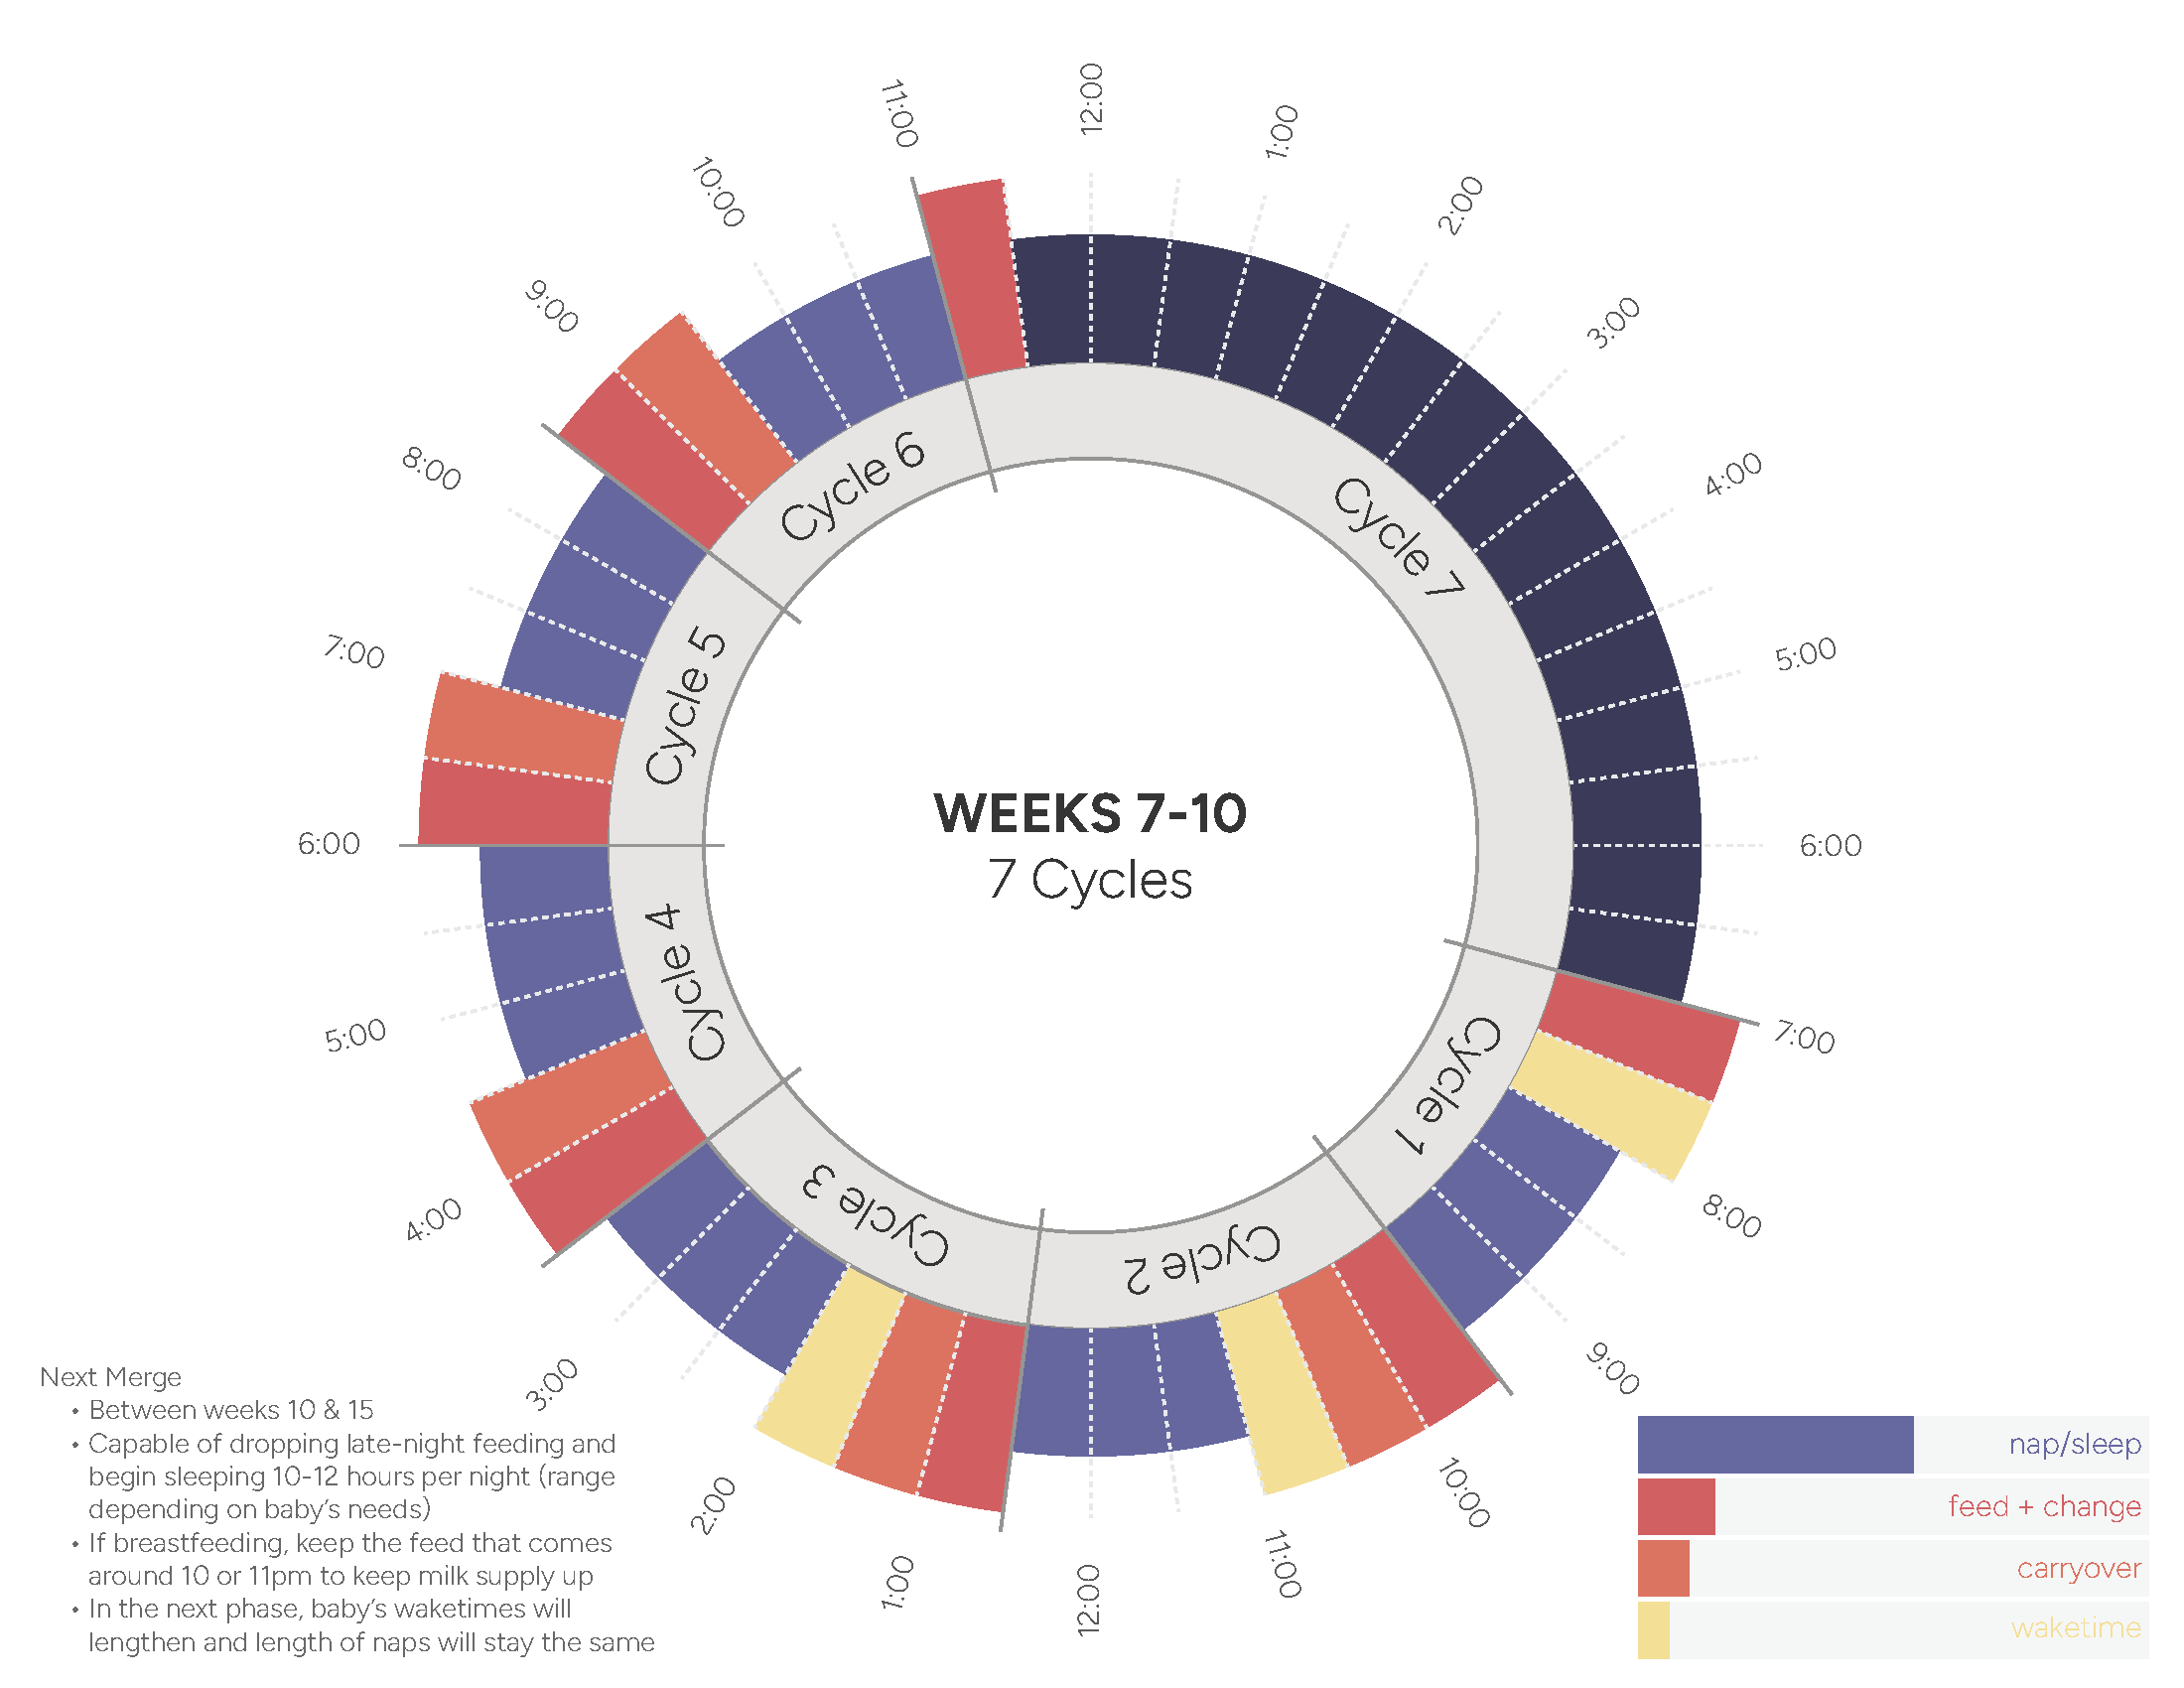 12:00
1:00
2:00
3:00
4:00
5:00
6:00
7:00
8:00
9:00
10:00
11:00
12:00
1:00
2:00
3:00
4:00
5:00
6:00
7:00
8:00
9:00
10:00
11:00
Cycle 1
Cycle 2
Cycle 3
Cycle 4
Cycle 5
Cycle 6
Cycle 7
WEEKS 7-10
7 Cycles
Next Merge
• Between weeks 10 & 15
• Capable of dropping late-night feeding and
begin sleeping 10-12 hours per night (range
depending on baby's needs)
• If breastfeeding, keep the feed that comes
around 10 or 11pm to keep milk supply up
• In the next phase, baby's waketimes will
lengthen and length of naps will stay the same
nap/sleep
feed + change
carryover
waketime